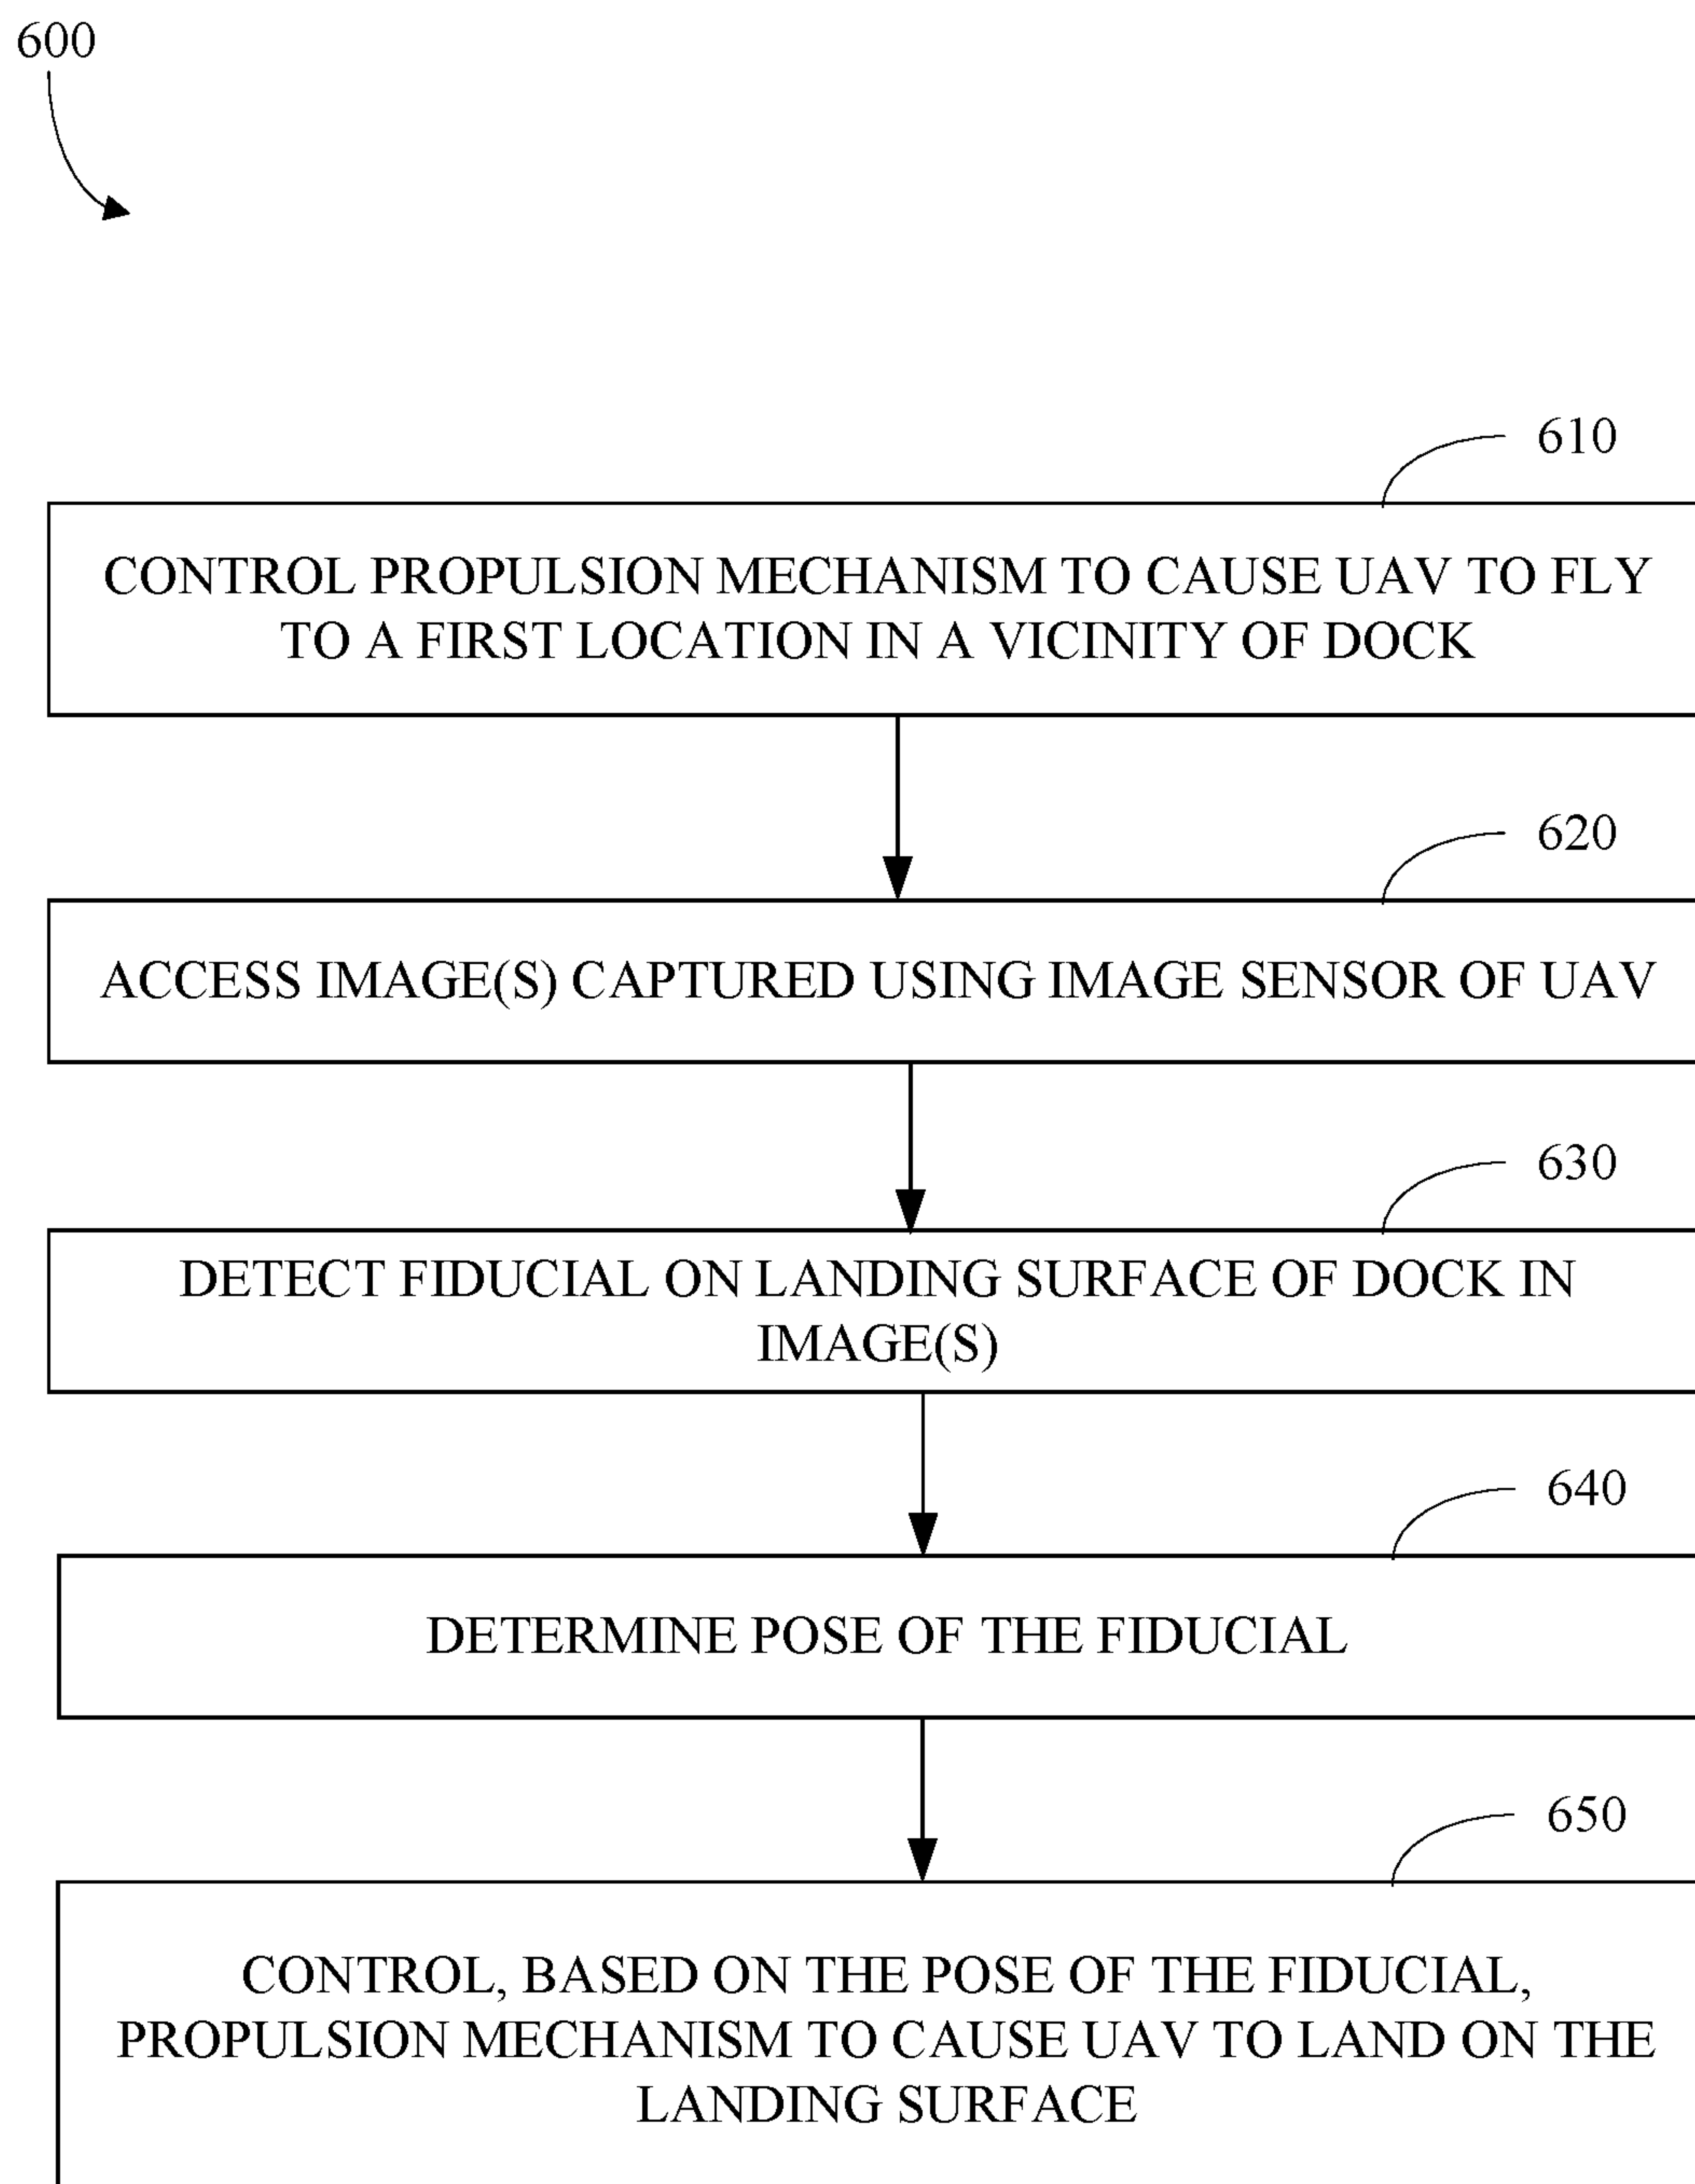 600
610
CONTROL PROPULSION MECHANISM TO CAUSE UAV TO FLY
TO A FIRST LOCATION IN A VICINITY OF DOCK
620
ACCESS IMAGE(S) CAPTURED USING IMAGE SENSOR OF UAV
630
DETECT FIDUCIAL ON LANDING SURFACE OF DOCK IN
IMAGE(S)
640
DETERMINE POSE OF THE FIDUCIAL
650
CONTROL, BASED ON THE POSE OF THE FIDUCIAL,
PROPULSION MECHANISM TO CAUSE UAV TO LAND ON THE
LANDING SURFACE